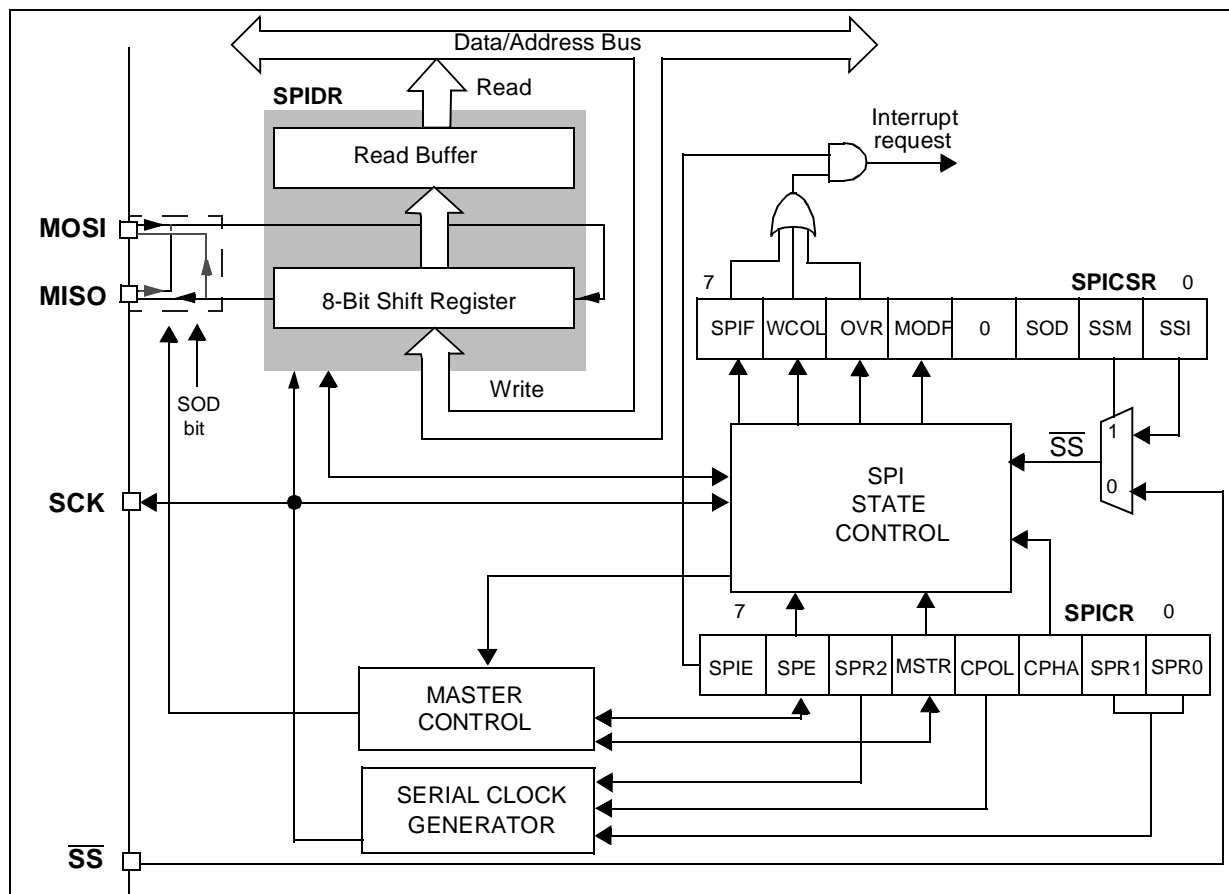 Data/Address Bus
Read
SPIDR
Interrupt
request
Read Buffer
MOSI
MISO
8-Bit Shift Register
7
SPICSR
0
SPIF
WCOL
OVR
MODF
0
SOD
SSM
SSI
Write
SOD
bit
1
SS
0
SCK
SPI
STATE
CONTROL
7
SPICR
0
SPIE
SPE
SPR2
MSTR
CPOL
CPHA
SPR1
SPR0
MASTER
CONTROL
SERIAL CLOCK
GENERATOR
SS